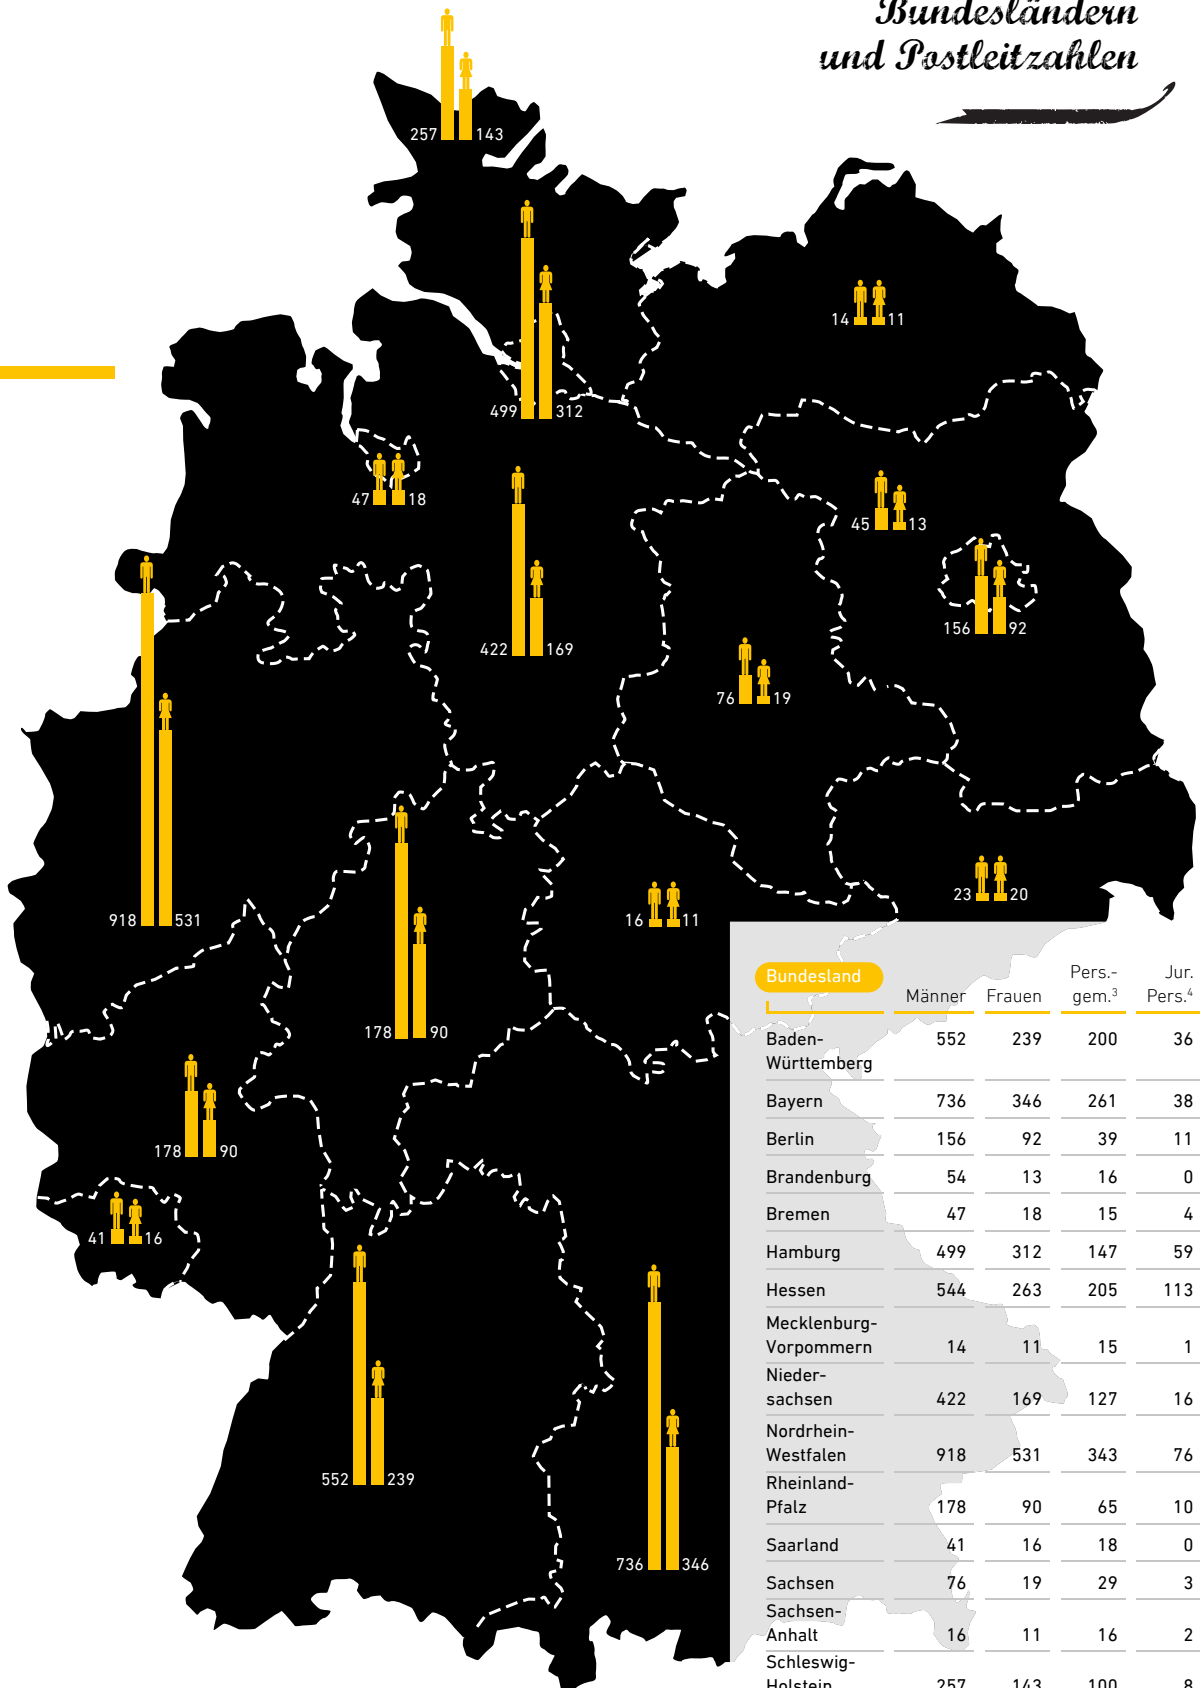 Bundesländern
und Postleitzahlen
257 143
499 312
14 11
47 18
422 169
45 13
156 92
76 19
918 531
178 90
16 11
23 20
178 90
41 16
552 239
736 346
Bundesland Männer Frauen Pers.-gem.³ Jur. Pers.⁴
Baden-
Württemberg 552 239 200 36
Bayern 736 346 261 38
Berlin 156 92 39 11
Brandenburg 54 13 16 0
Bremen 47 18 15 4
Hamburg 499 312 147 59
Hessen 544 263 205 113
Mecklenburg-
Vorpommern 14 11 15 1
Nieder-
sachsen 422 169 127 16
Nordrhein-
Westfalen 918 531 343 76
Rheinland-
Pfalz 178 90 65 10
Saarland 41 16 18 0
Sachsen 76 19 29 3
Sachsen-
Anhalt 16 11 16 2
Schleswig-
Holstein 257 143 100 8